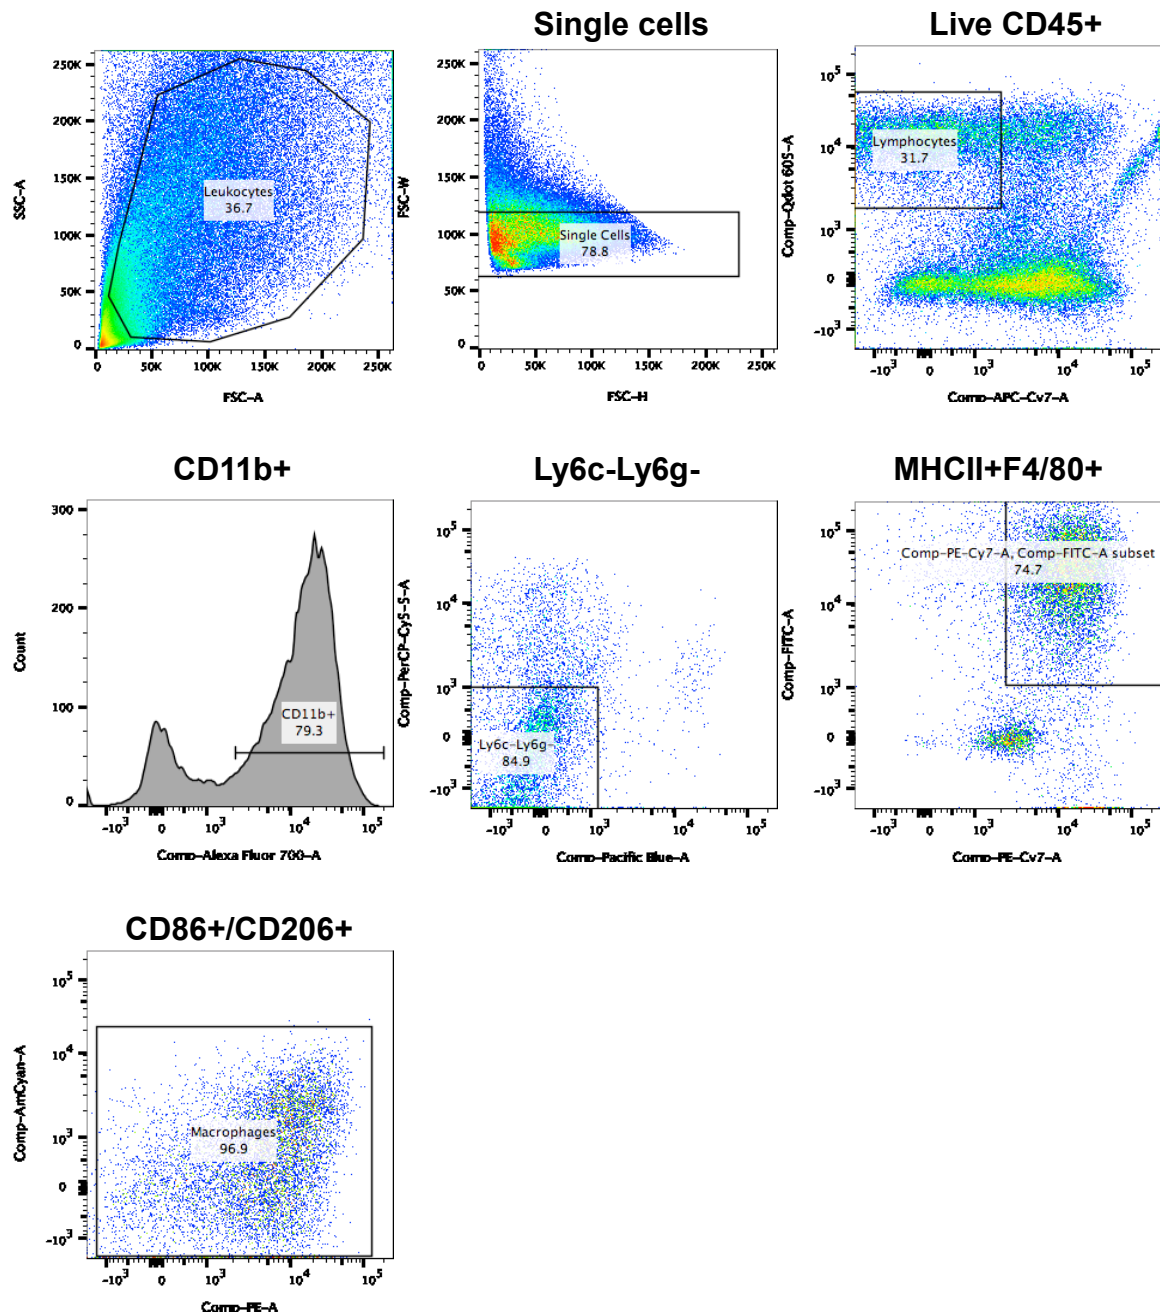 Single cells
Live CD45+
250K
200K
150K
100K
50K
0
SSC-A
Leukocytes
36.7
0
50K
100K
150K
200K
250K
FSC-A
250K
200K
150K
100K
50K
0
FSC-W
Single Cells
78.8
0
50K
100K
150K
200K
250K
FSC-H
10^5
10^4
10^3
0
-10^3
Comp-Qdot 605-A
Lymphocytes
31.7
-10^3
0
10^3
10^4
10^5
Comp-APC-Cy7-A
CD11b+
Ly6c-Ly6g-
MHCII+F4/80+
300
200
100
0
Count
CD11b+
79.3
-10^3
0
10^3
10^4
10^5
Comp-Alexa Fluor 700-A
10^5
10^4
10^3
0
-10^3
Comp-PerCP-Cy5-5-A
Ly6c-Ly6g-
84.9
-10^3
0
10^3
10^4
10^5
Comp-Pacific Blue-A
10^5
10^4
10^3
0
-10^3
Comp-FITC-A
Comp-PE-Cy7-A, Comp-FITC-A subset
74.7
-10^3
0
10^3
10^4
10^5
Comp-PE-Cy7-A
CD86+/CD206+
10^5
10^4
10^3
0
-10^3
Comp-AmCyan-A
Macrophages
96.9
-10^3
0
10^3
10^4
10^5
Comp-PE-A